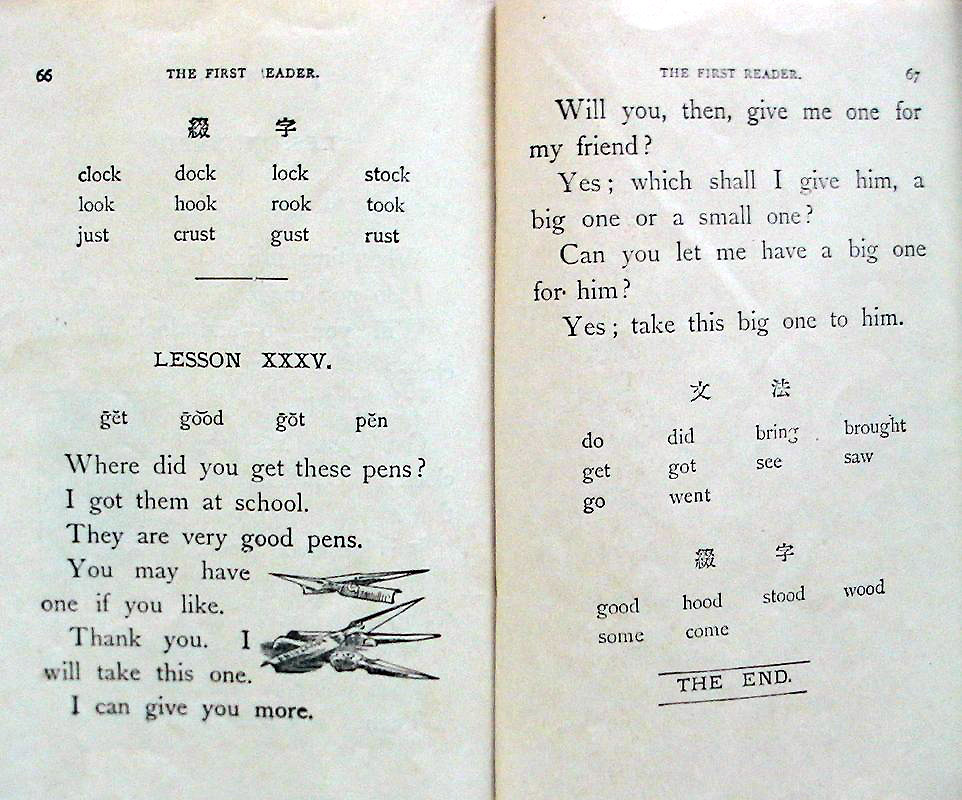 66 THE FIRST EADER.
綴 字
clock dock lock stock
look hook rook took
just crust gust rust
LESSON XXXV.
ḡĕt ḡo͝od ḡŏt pĕn
Where did you get these pens?
I got them at school.
They are very good pens.
You may have
one if you like.
Thank you. I
will take this one.
I can give you more.
THE FIRST READER. 67
Will you, then, give me one for
my friend?
Yes; which shall I give him, a
big one or a small one?
Can you let me have a big one
for him?
Yes; take this big one to him.
文 法
do did bring brought
get got see saw
go went
綴 字
good hood stood wood
some come
THE END.